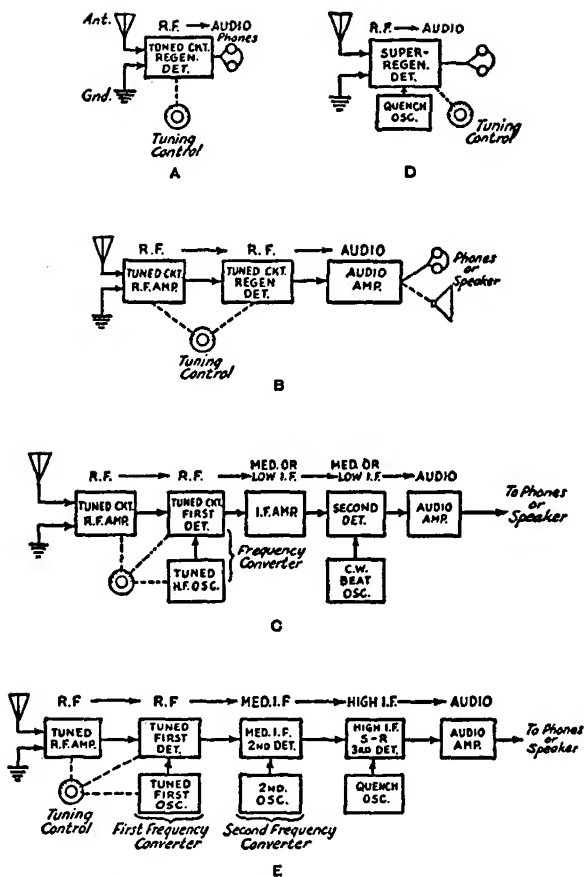 Ant.
R.F. AUDIO
Phones
TUNED CKT.
REGEN.
DET.
Gnd.
Tuning
Control
A
R.F. AUDIO
SUPER-
REGEN.
DET.
QUENCH
OSC.
Tuning
Control
D
R.F. R.F. AUDIO
TUNED CKT.
R.F. AMP.
TUNED CKT.
REGEN
DET.
AUDIO
AMP.
Phones
or
Speaker
Tuning
Control
B
R.F. R.F. MED. OR
LOW I.F. MED. OR
LOW I.F. AUDIO
TUNED CKT.
R.F. AMP.
TUNED CKT.
FIRST
DET.
I.F. AMP.
SECOND
DET.
AUDIO
AMP.
To Phones
or
Speaker
TUNED
H.F. OSC.
Frequency
Converter
C.W.
BEAT
OSC.
C
R.F R.F MED. I.F HIGH I.F. AUDIO
TUNED
R.F. AMP.
TUNED
FIRST
DET.
MED. I.F.
2ND DET.
HIGH I.F.
S-R
3RD DET.
AUDIO
AMP.
To Phones
or
Speaker
TUNED
FIRST
OSC.
2ND.
OSC.
QUENCH
OSC.
Tuning
Control
First Frequency
Converter
Second Frequency
Converter
E